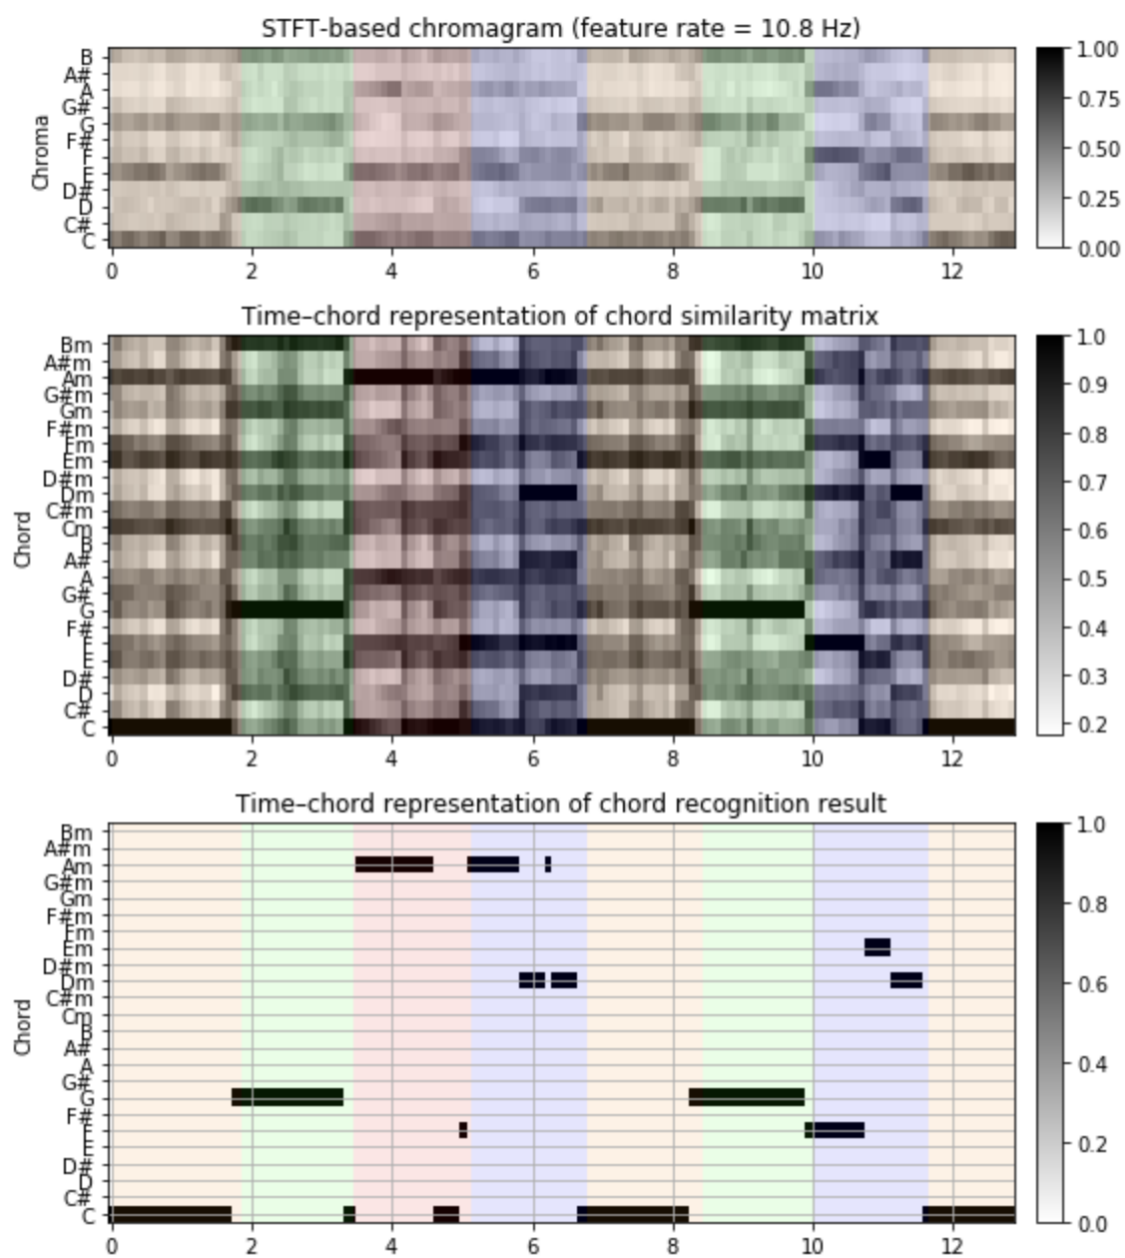 STFT-based chromagram (feature rate = 10.8 Hz)
Chroma
B
A#
A
G#
G
F#
F
E
D#
D
C#
C
0 2 4 6 8 10 12
1.00
0.75
0.50
0.25
0.00
Time–chord representation of chord similarity matrix
Chord
Bm
A#m
Am
G#m
Gm
F#m
Fm
Em
D#m
Dm
C#m
Cm
B
A#
A
G#
G
F#
F
E
D#
D
C#
C
0 2 4 6 8 10 12
1.0
0.9
0.8
0.7
0.6
0.5
0.4
0.3
0.2
Time–chord representation of chord recognition result
Chord
Bm
A#m
Am
G#m
Gm
F#m
Fm
Em
D#m
Dm
C#m
Cm
B
A#
A
G#
G
F#
F
E
D#
D
C#
C
0 2 4 6 8 10 12
1.0
0.8
0.6
0.4
0.2
0.0